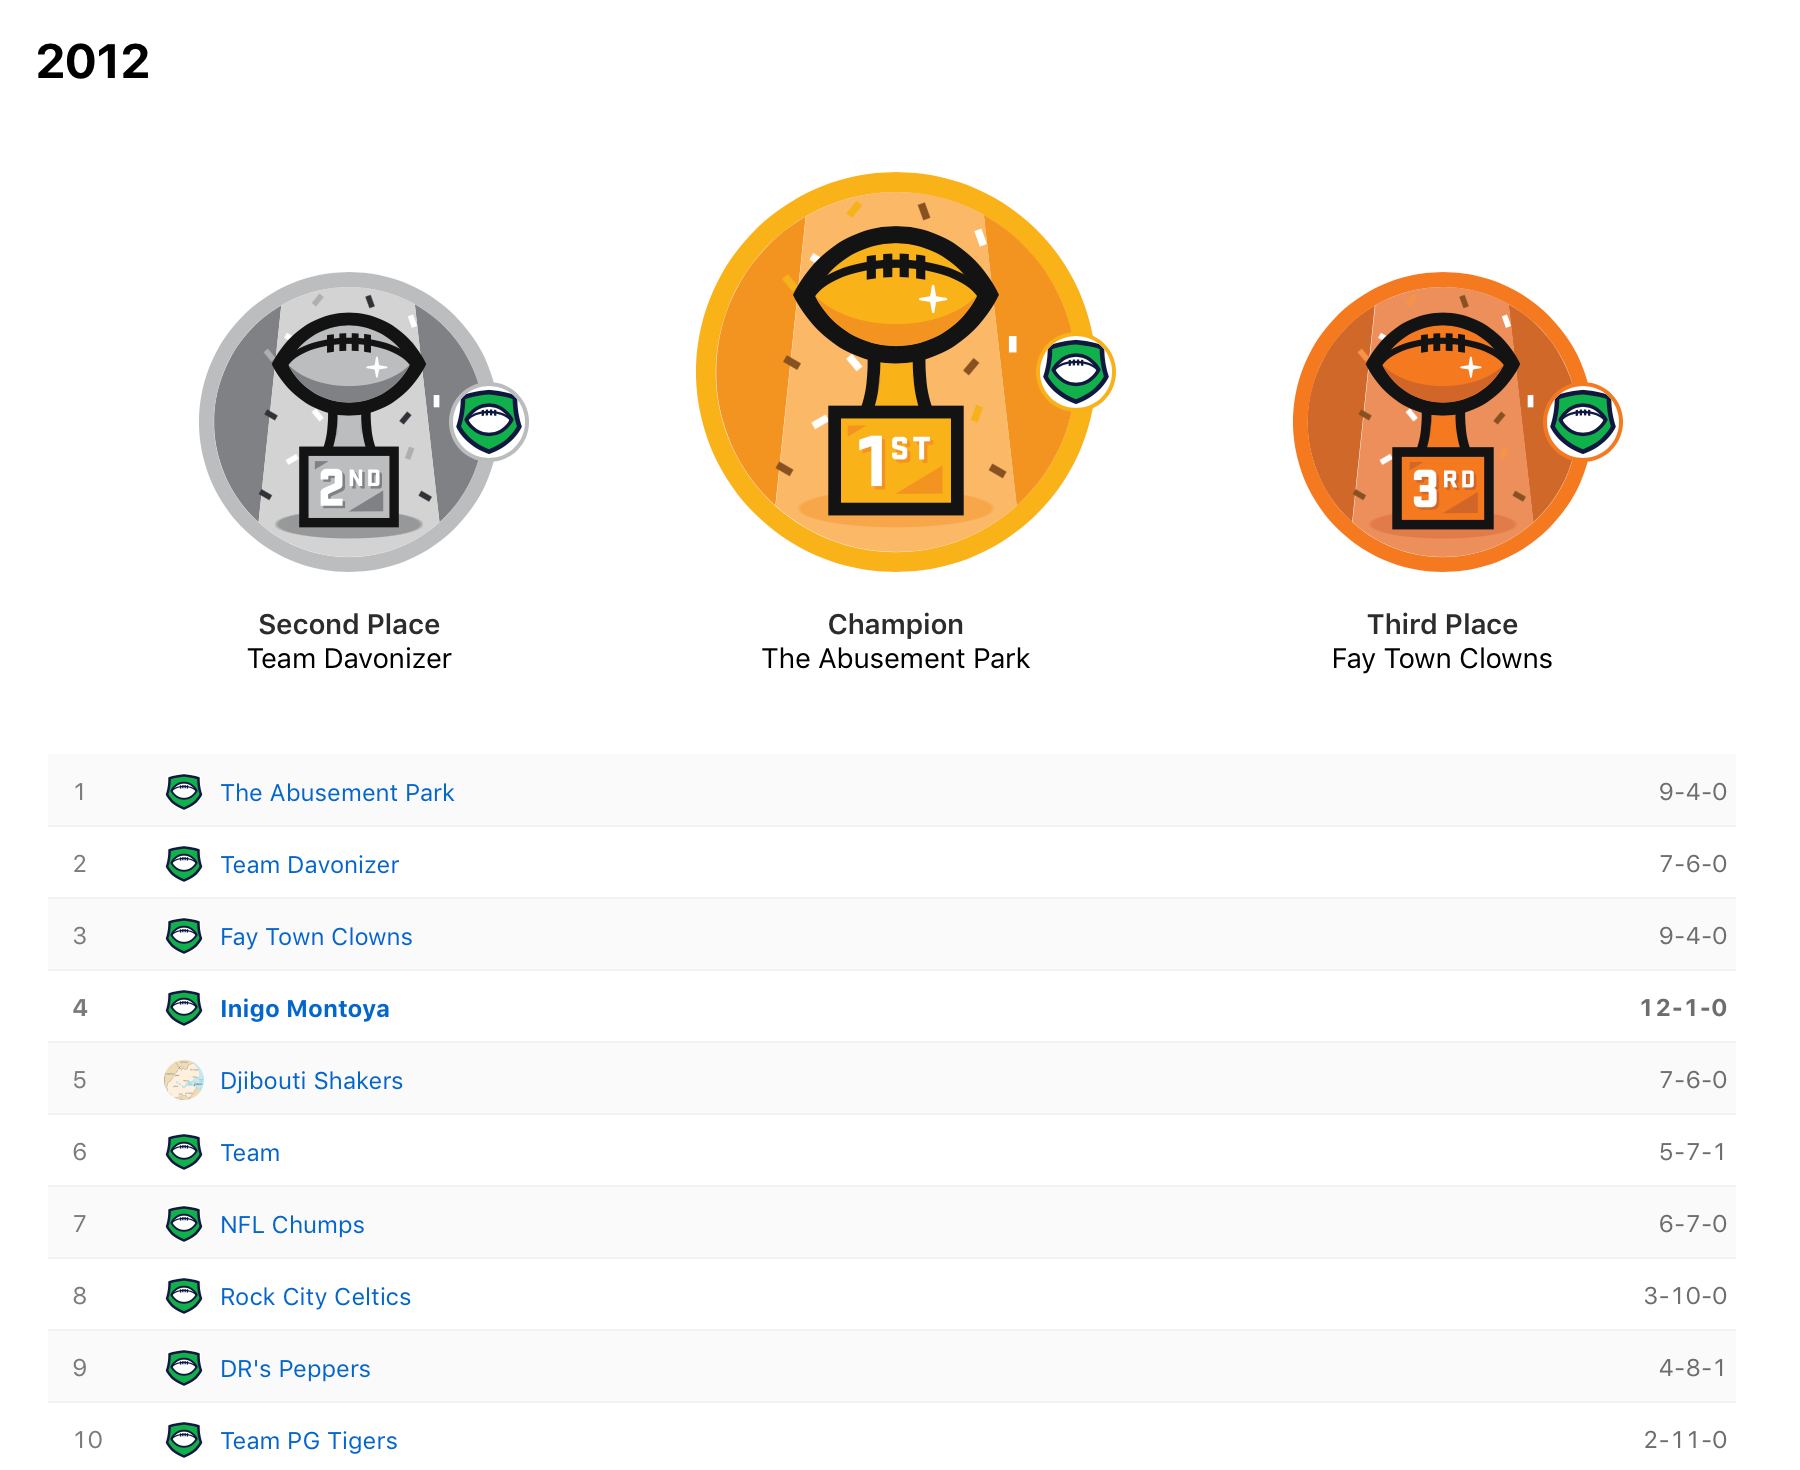 2012
2ND
1ST
3RD
Second Place
Team Davonizer
Champion
The Abusement Park
Third Place
Fay Town Clowns
1 The Abusement Park 9-4-0
2 Team Davonizer 7-6-0
3 Fay Town Clowns 9-4-0
4 Inigo Montoya 12-1-0
5 Djibouti Shakers 7-6-0
6 Team 5-7-1
7 NFL Chumps 6-7-0
8 Rock City Celtics 3-10-0
9 DR's Peppers 4-8-1
10 Team PG Tigers 2-11-0